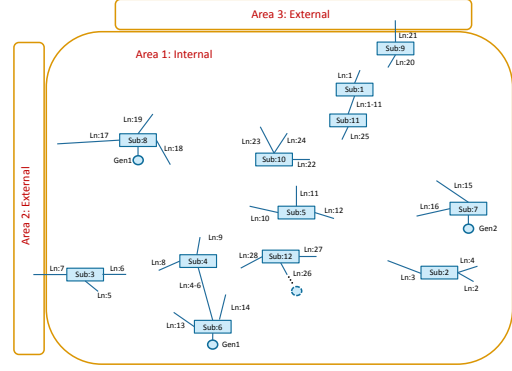 Area 3: External
Area 1: Internal
Area 2: External
Ln:21
Sub:9
Ln:20
Ln:1
Sub:1
Ln:1-11
Sub:11
Ln:25
Ln:19
Ln:17
Sub:8
Ln:18
Gen1
Ln:23
Ln:24
Sub:10
Ln:22
Ln:11
Sub:5
Ln:10
Ln:12
Ln:15
Ln:16
Sub:7
Gen2
Ln:9
Ln:8
Sub:4
Ln:4-6
Ln:27
Ln:28
Sub:12
Ln:26
Ln:7
Sub:3
Ln:6
Ln:5
Ln:4
Sub:2
Ln:3
Ln:2
Ln:14
Ln:13
Sub:6
Gen1